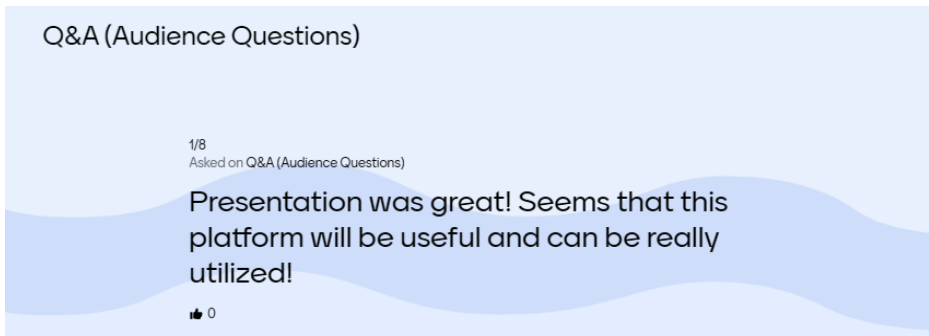 Q&A (Audience Questions)
1/8
Asked on Q&A (Audience Questions)
Presentation was great! Seems that this
platform will be useful and can be really
utilized!
0